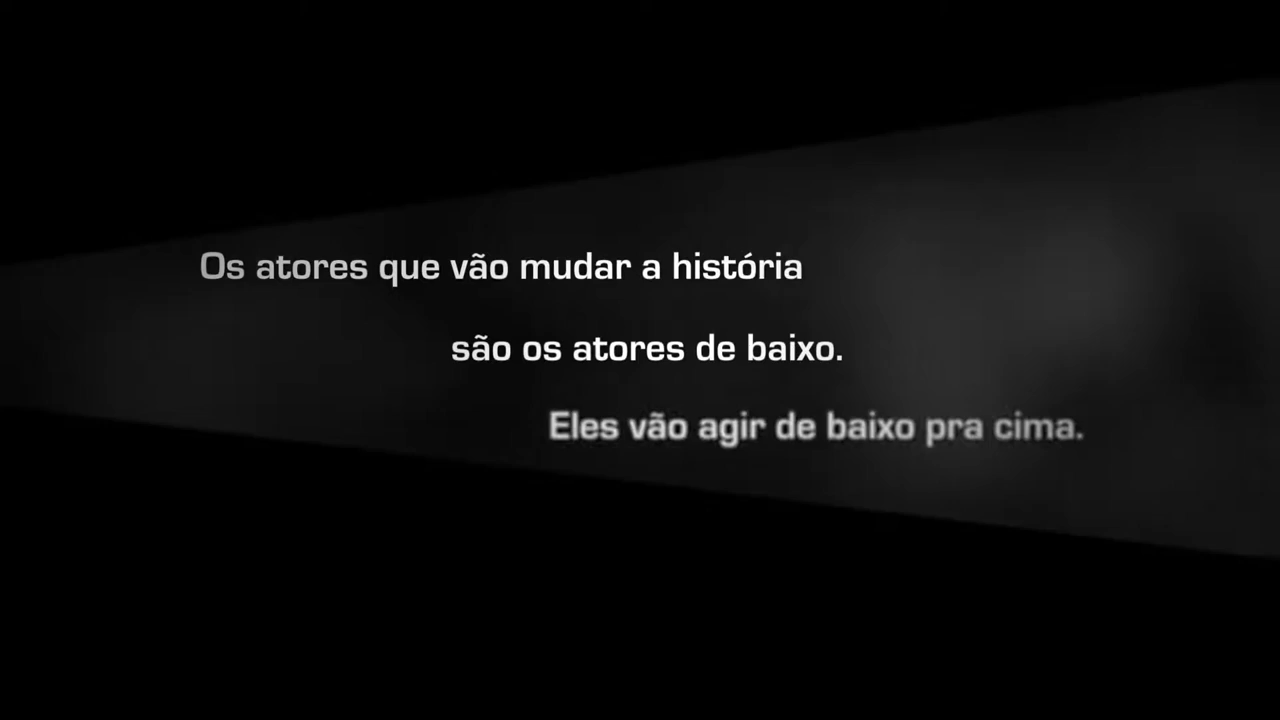 Os atores que vão mudar a história
são os atores de baixo.
Eles vão agir de baixo pra cima.